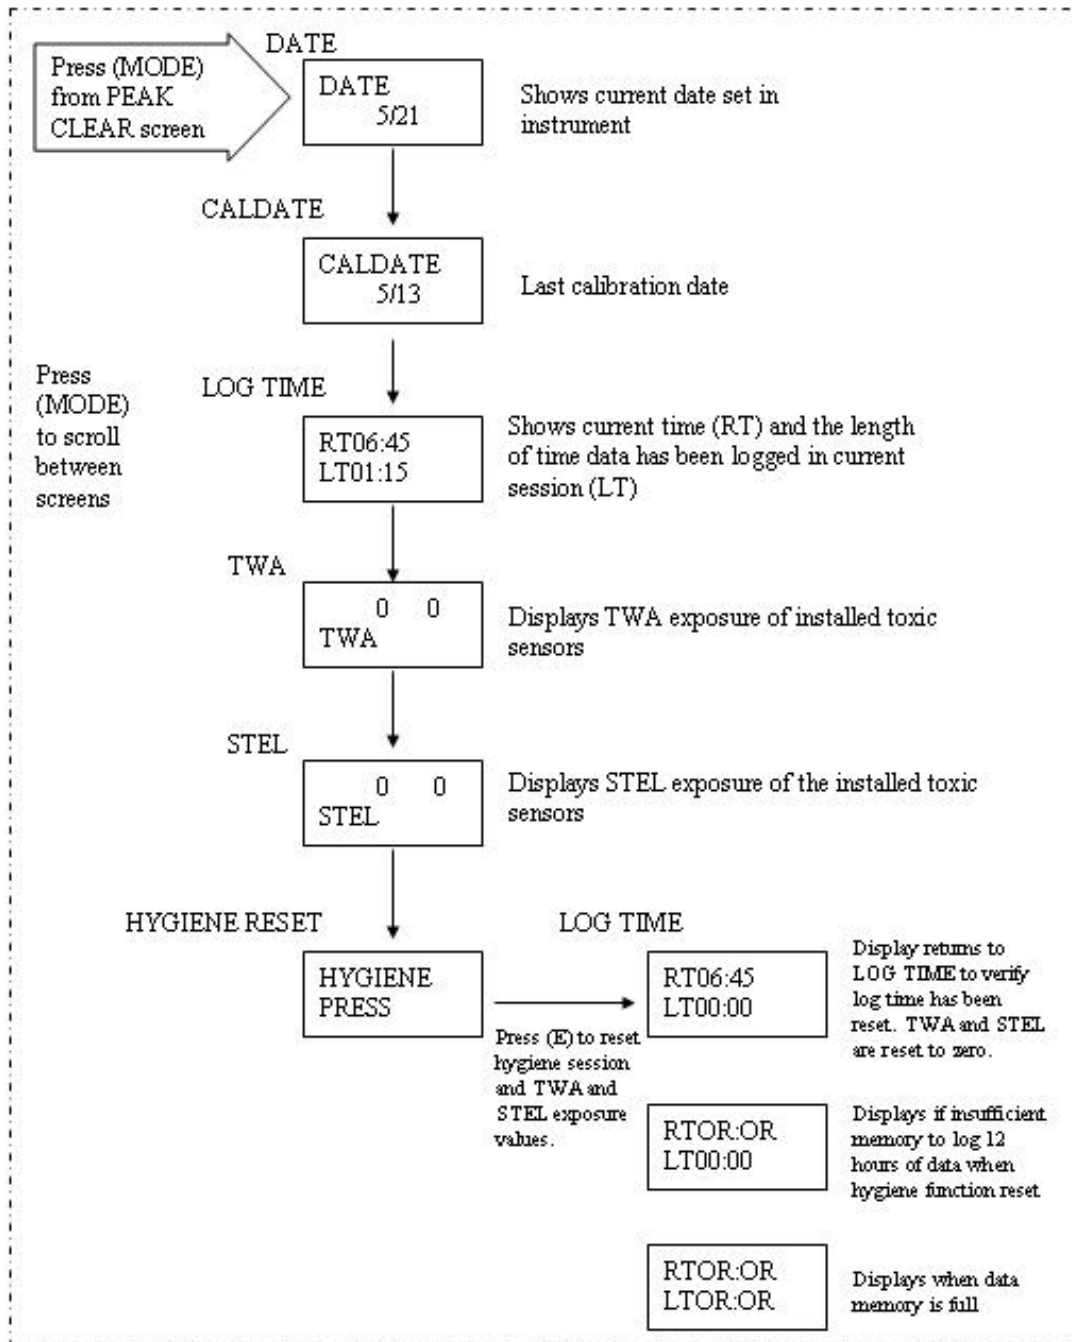 DATE
Press (MODE)
from PEAK
CLEAR screen
DATE
5/21
Shows current date set in
instrument
CALDATE
CALDATE
5/13
Last calibration date
Press
(MODE)
to scroll
between
screens
LOG TIME
RT06:45
LT01:15
Shows current time (RT) and the length
of time data has been logged in current
session (LT)
TWA
0 0
TWA
Displays TWA exposure of installed toxic
sensors
STEL
0 0
STEL
Displays STEL exposure of the installed toxic
sensors
HYGIENE RESET
HYGIENE
PRESS
Press (E) to reset
hygiene session
and TWA and
STEL exposure
values.
LOG TIME
RT06:45
LT00:00
Display returns to
LOG TIME to verify
log time has been
reset. TWA and STEL
are reset to zero.
RTOR:OR
LT00:00
Displays if insufficient
memory to log 12
hours of data when
hygiene function reset
RTOR:OR
LTOR:OR
Displays when data
memory is full